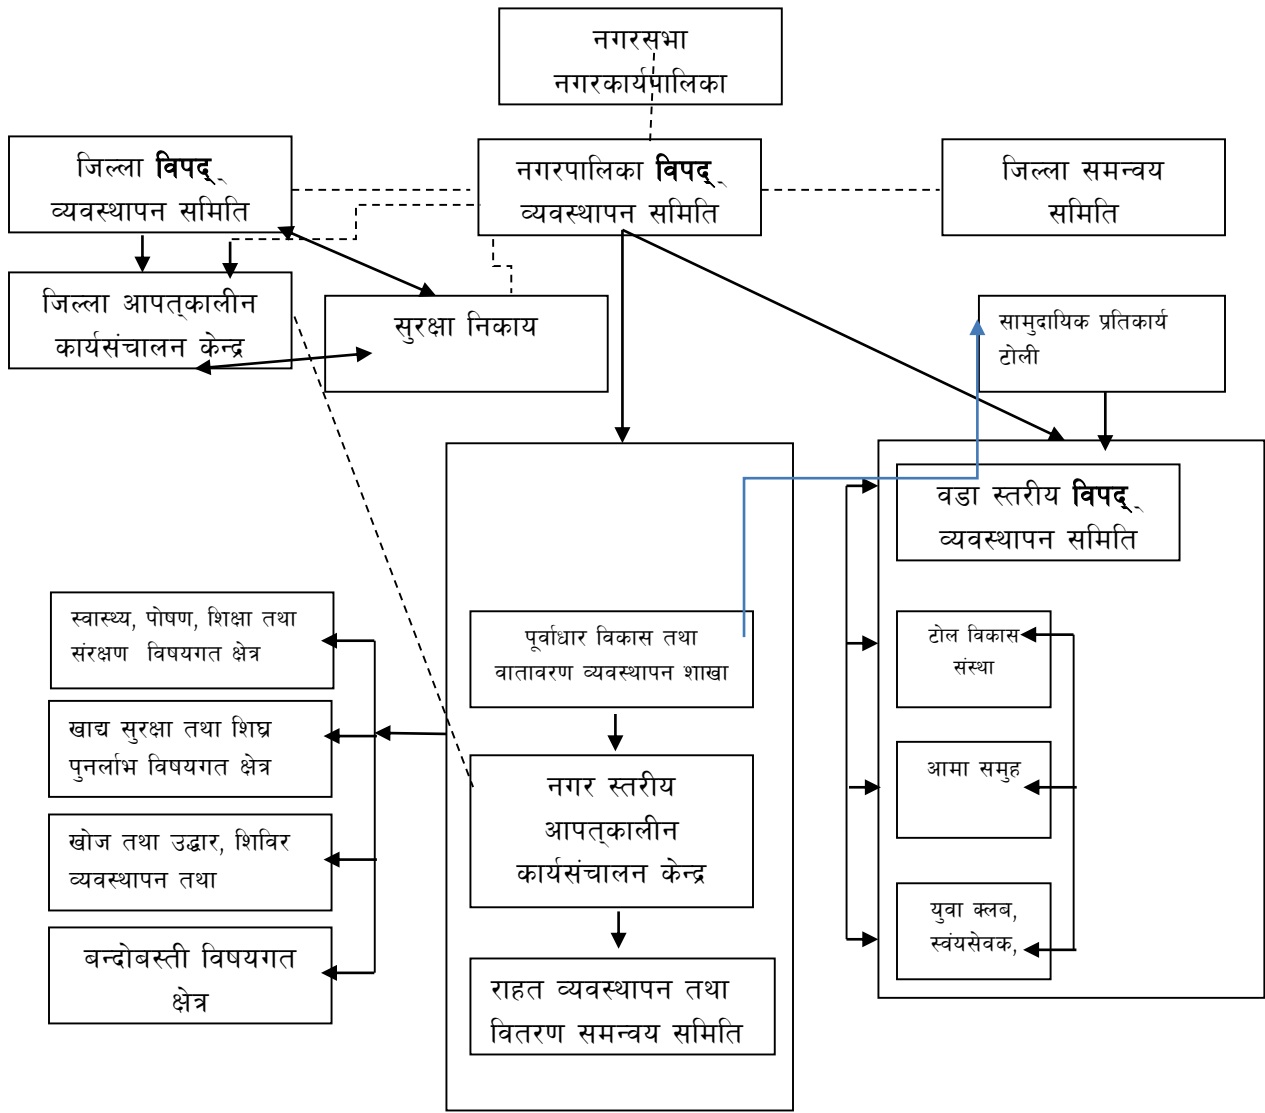 नगरसभा
नगरकार्यपालिका
जिल्ला विपद्
व्यवस्थापन समिति
नगरपालिका विपद्
व्यवस्थापन समिति
जिल्ला समन्वय
समिति
जिल्ला आपत्कालीन
कार्यसंचालन केन्द्र
सुरक्षा निकाय
सामुदायिक प्रतिकार्य
टोली
वडा स्तरीय विपद्
व्यवस्थापन समिति
स्वास्थ्य, पोषण, शिक्षा तथा
संरक्षण विषयगत क्षेत्र
पूर्वाधार विकास तथा
वातावरण व्यवस्थापन शाखा
टोल विकास
संस्था
खाद्य सुरक्षा तथा शिघ्र
पुनर्लाभ विषयगत क्षेत्र
नगर स्तरीय
आपत्कालीन
कार्यसंचालन केन्द्र
आमा समुह
खोज तथा उद्धार, शिविर
व्यवस्थापन तथा
युवा क्लब,
स्वंयसेवक,
बन्दोबस्ती विषयगत
क्षेत्र
राहत व्यवस्थापन तथा
वितरण समन्वय समिति